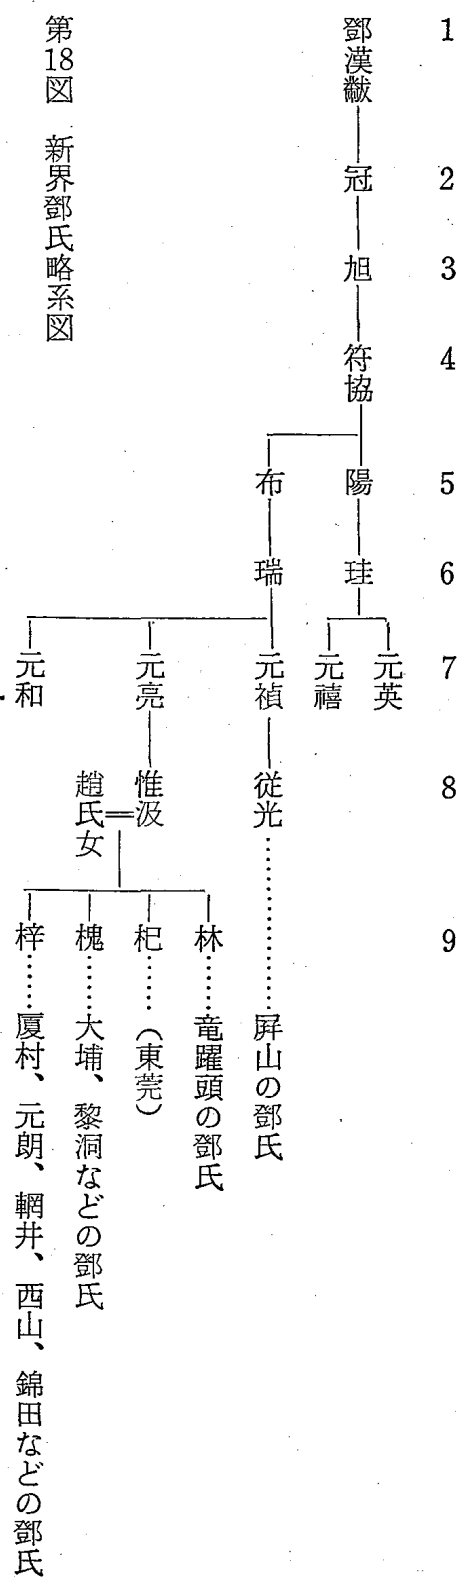 1 2 3 4 5 6 7 8 9
鄧漢黻 冠 旭 符協 陽 珪 元英
元禧
布 瑞 元禎 従光 屏山の鄧氏
林 竜躍頭の鄧氏
元亮 惟汲 杞 (東莞)
趙氏女 槐 大埔、黎洞などの鄧氏
元和 梓 厦村、元朗、輞井、西山、錦田などの鄧氏
第18図 新界鄧氏略系図